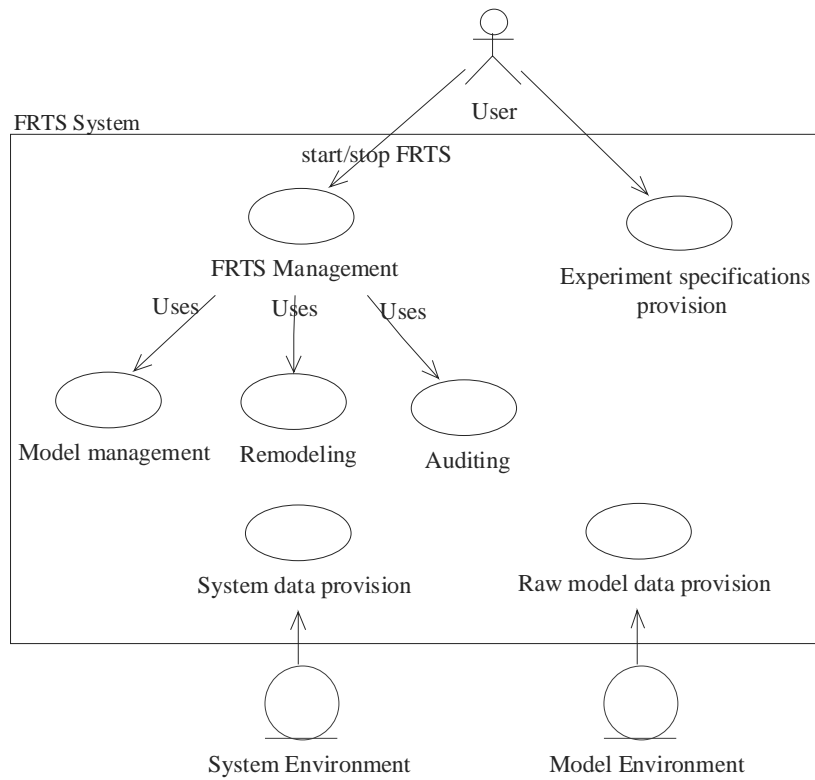 User
FRTS System
start/stop FRTS
FRTS Management
Experiment specifications
provision
Uses
Uses
Uses
Model management
Remodeling
Auditing
System data provision
Raw model data provision
System Environment
Model Environment